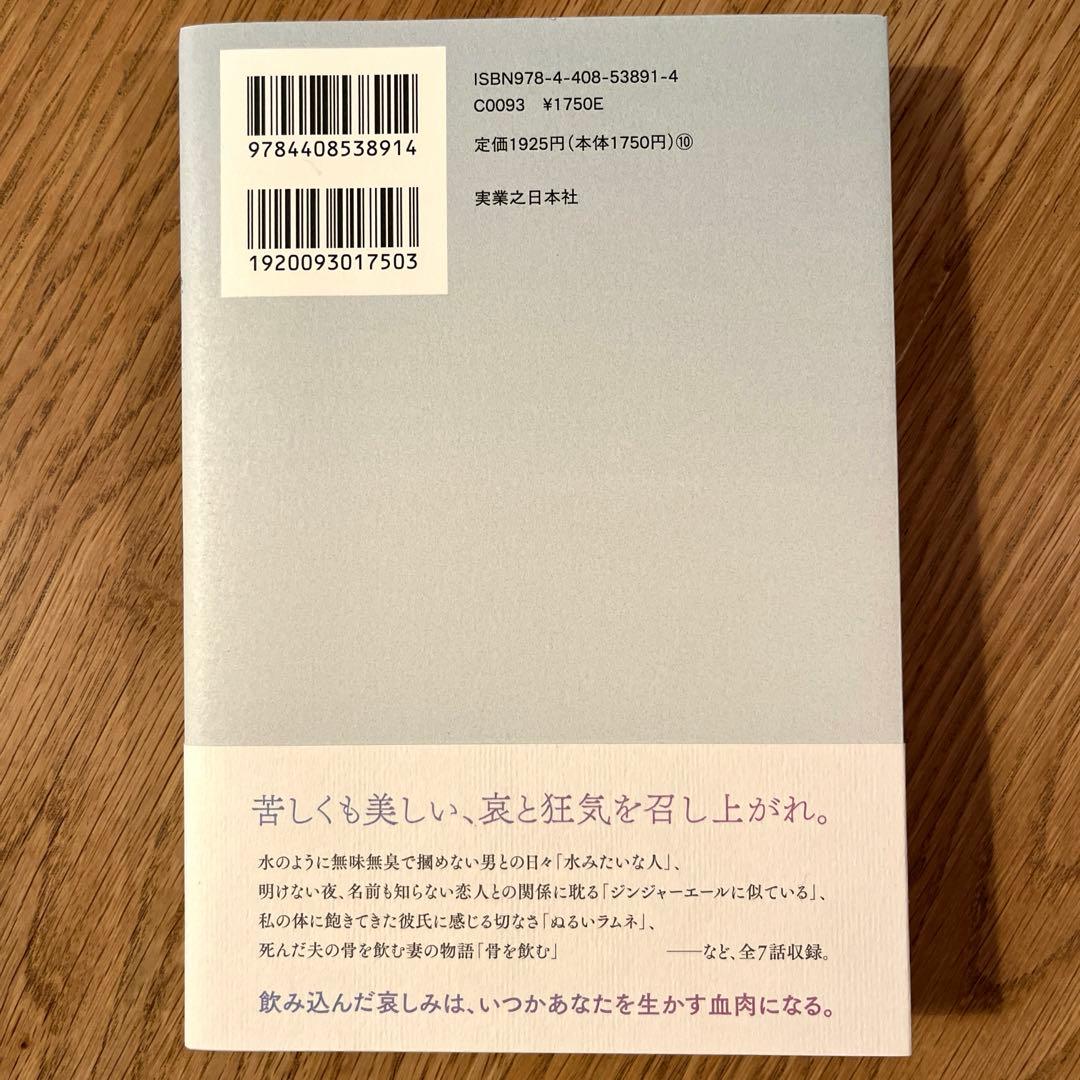 9784408538914
1920093017503
ISBN978-4-408-53891-4
C0093 ¥1750E
定価1925円(本体1750円)⑩
実業之日本社
苦しくも美しい、哀と狂気を召し上がれ。
水のように無味無臭で摑めない男との日々「水みたいな人」、
明けない夜、名前も知らない恋人との関係に耽る「ジンジャーエールに似ている」、
私の体に飽きてきた彼氏に感じる切なさ「ぬるいラムネ」、
死んだ夫の骨を飲む妻の物語「骨を飲む」 ――など、全7話収録。
飲み込んだ哀しみは、いつかあなたを生かす血肉になる。